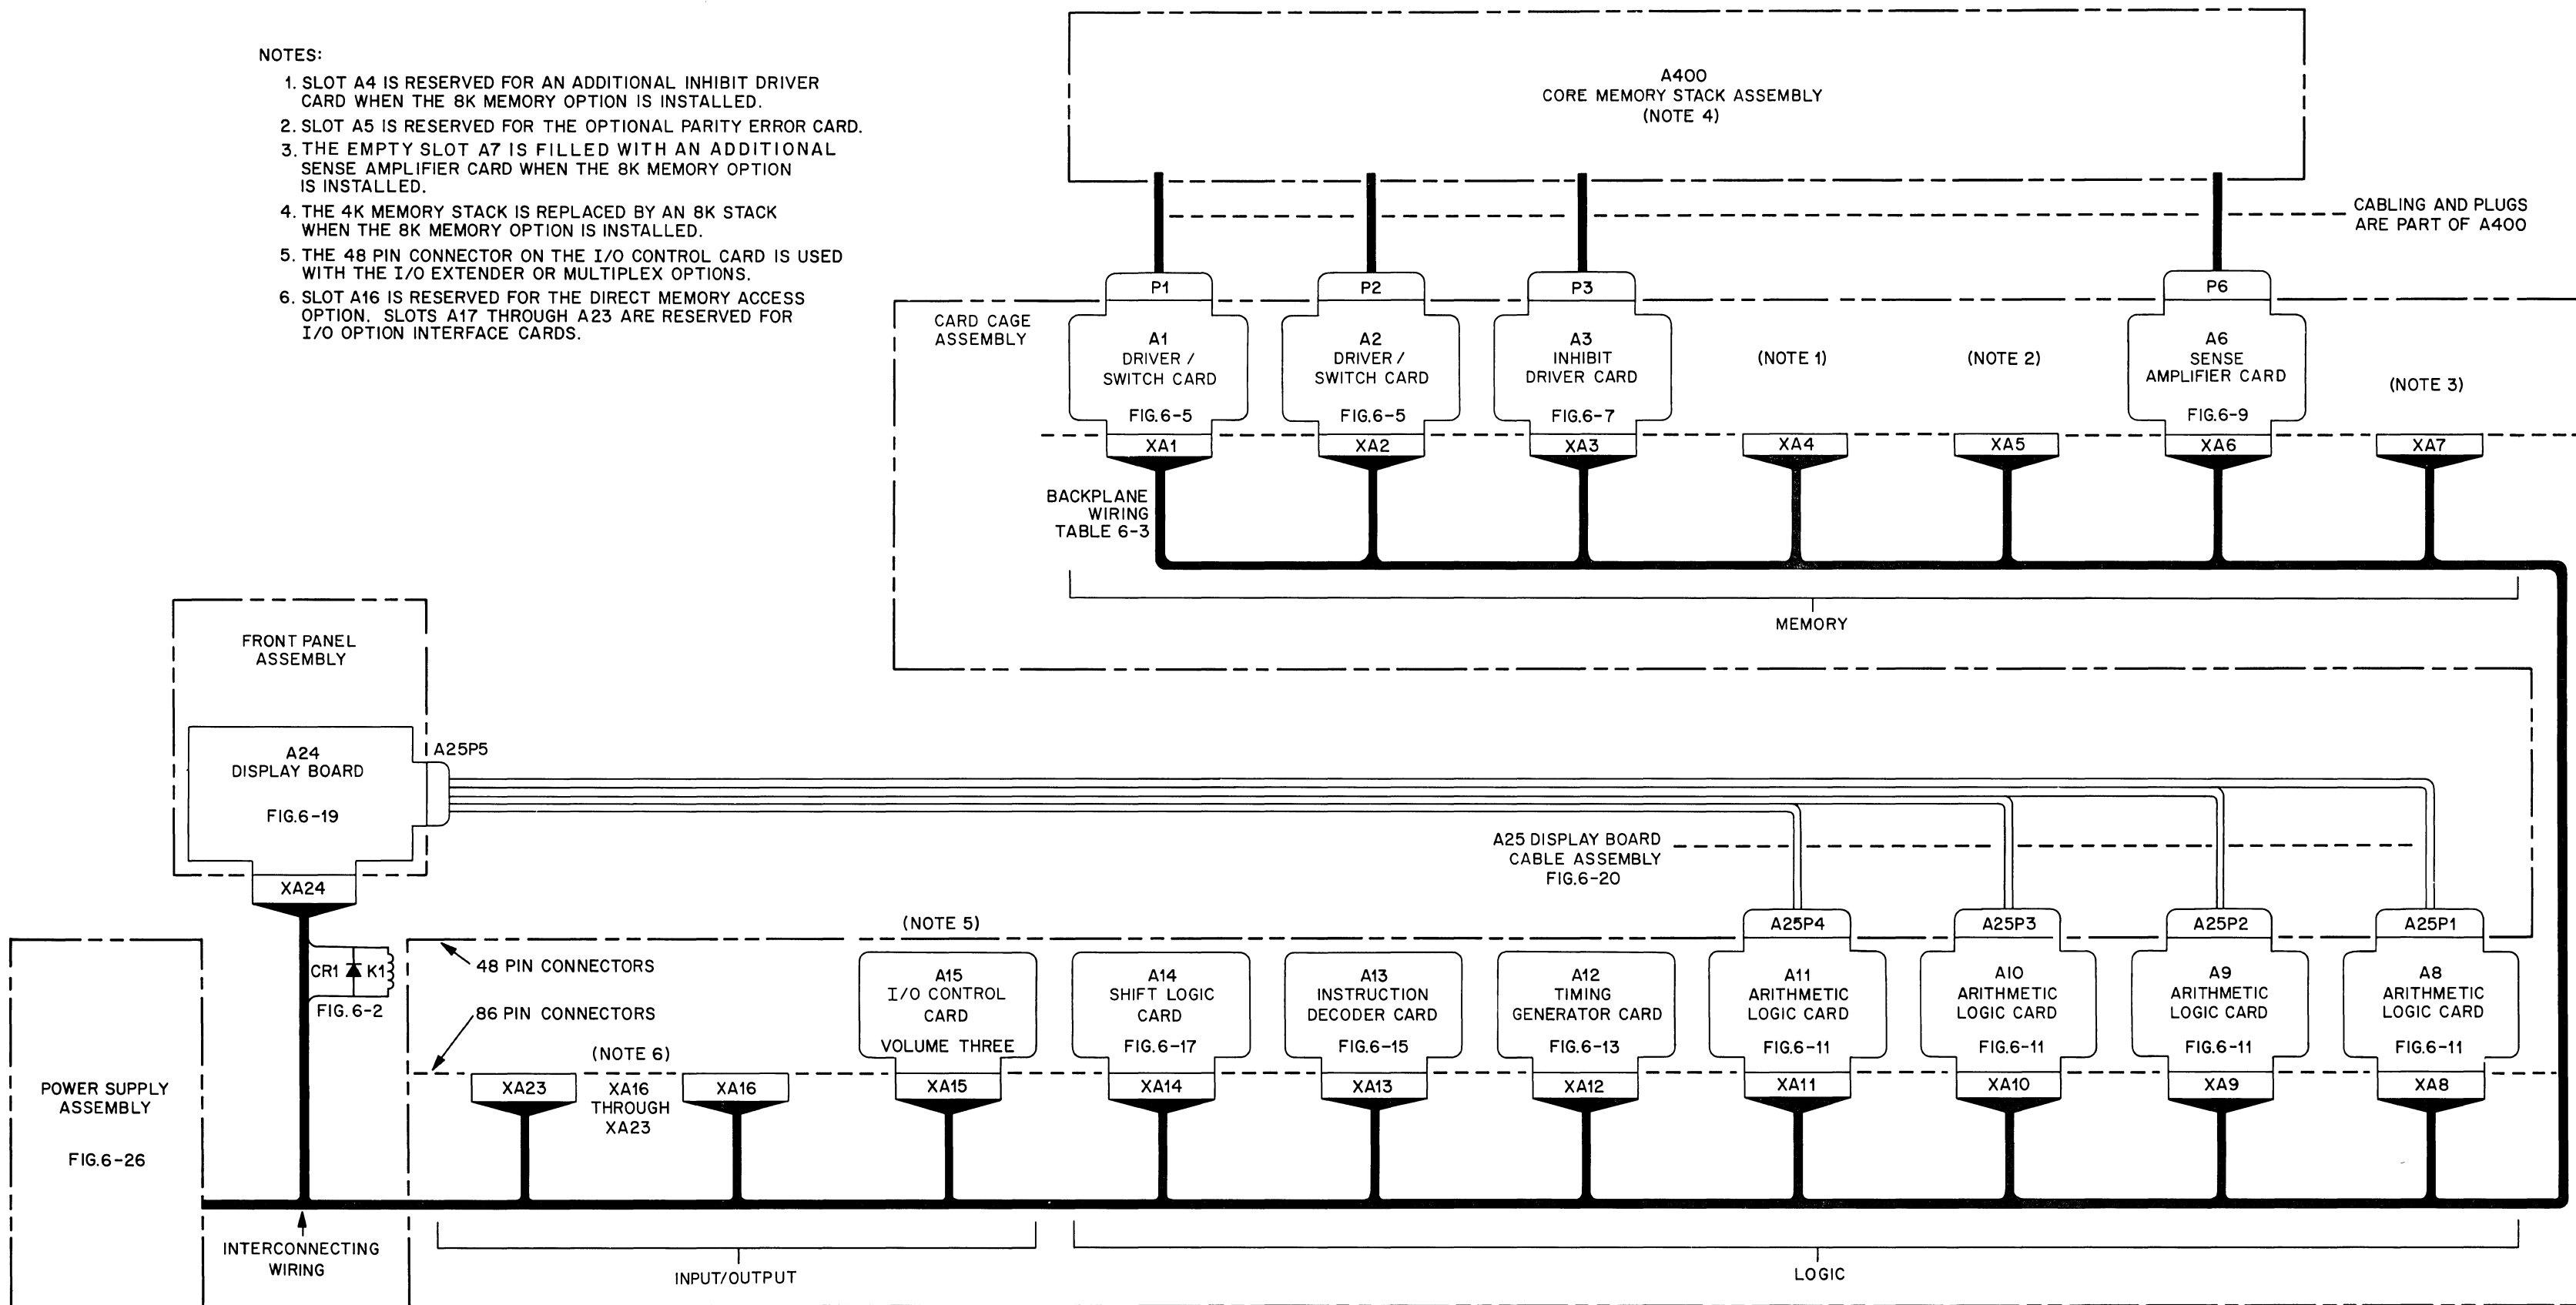 NOTES:
1. SLOT A4 IS RESERVED FOR AN ADDITIONAL INHIBIT DRIVER
CARD WHEN THE 8K MEMORY OPTION IS INSTALLED.
2. SLOT A5 IS RESERVED FOR THE OPTIONAL PARITY ERROR CARD.
3. THE EMPTY SLOT A7 IS FILLED WITH AN ADDITIONAL
SENSE AMPLIFIER CARD WHEN THE 8K MEMORY OPTION
IS INSTALLED.
4. THE 4K MEMORY STACK IS REPLACED BY AN 8K STACK
WHEN THE 8K MEMORY OPTION IS INSTALLED.
5. THE 48 PIN CONNECTOR ON THE I/O CONTROL CARD IS USED
WITH THE I/O EXTENDER OR MULTIPLEX OPTIONS.
6. SLOT A16 IS RESERVED FOR THE DIRECT MEMORY ACCESS
OPTION. SLOTS A17 THROUGH A23 ARE RESERVED FOR
I/O OPTION INTERFACE CARDS.
A400
CORE MEMORY STACK ASSEMBLY
(NOTE 4)
CABLING AND PLUGS
ARE PART OF A400
CARD CAGE
ASSEMBLY
P1
A1
DRIVER /
SWITCH CARD
FIG.6-5
XA1
P2
A2
DRIVER /
SWITCH CARD
FIG.6-5
XA2
P3
A3
INHIBIT
DRIVER CARD
FIG.6-7
XA3
(NOTE 1)
XA4
(NOTE 2)
XA5
P6
A6
SENSE
AMPLIFIER CARD
FIG.6-9
XA6
(NOTE 3)
XA7
BACKPLANE
WIRING
TABLE 6-3
MEMORY
FRONT PANEL
ASSEMBLY
A24
DISPLAY BOARD
FIG.6-19
A25P5
XA24
A25 DISPLAY BOARD
CABLE ASSEMBLY
FIG.6-20
CR1
K1
FIG.6-2
48 PIN CONNECTORS
86 PIN CONNECTORS
POWER SUPPLY
ASSEMBLY
FIG.6-26
(NOTE 6)
XA23
XA16
THROUGH
XA23
XA16
(NOTE 5)
A15
I/O CONTROL
CARD
VOLUME THREE
XA15
A14
SHIFT LOGIC
CARD
FIG.6-17
XA14
A13
INSTRUCTION
DECODER CARD
FIG.6-15
XA13
A12
TIMING
GENERATOR CARD
FIG.6-13
XA12
A25P4
A11
ARITHMETIC
LOGIC CARD
FIG.6-11
XA11
A25P3
A10
ARITHMETIC
LOGIC CARD
FIG.6-11
XA10
A25P2
A9
ARITHMETIC
LOGIC CARD
FIG.6-11
XA9
A25P1
A8
ARITHMETIC
LOGIC CARD
FIG.6-11
XA8
INTERCONNECTING
WIRING
INPUT/OUTPUT
LOGIC